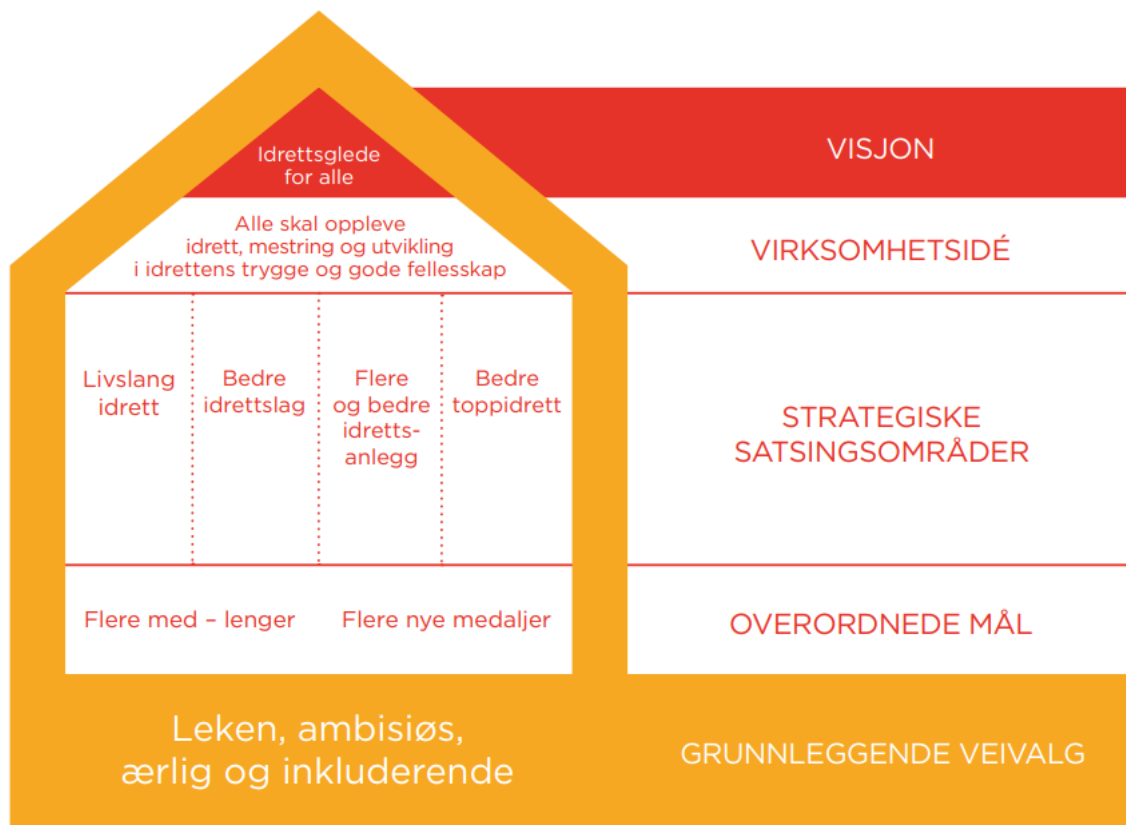 Idrettsglede
for alle
VISJON
Alle skal oppleve
idrett, mestring og utvikling
i idrettens trygge og gode fellesskap
VIRKSOMHETSIDÉ
Livslang
idrett
Bedre
idrettslag
Flere
og bedre
idretts-
anlegg
Bedre
toppidrett
STRATEGISKE
SATSINGSOMRÅDER
Flere med – lenger
Flere nye medaljer
OVERORDNEDE MÅL
Leken, ambisiøs,
ærlig og inkluderende
GRUNNLEGGENDE VEIVALG